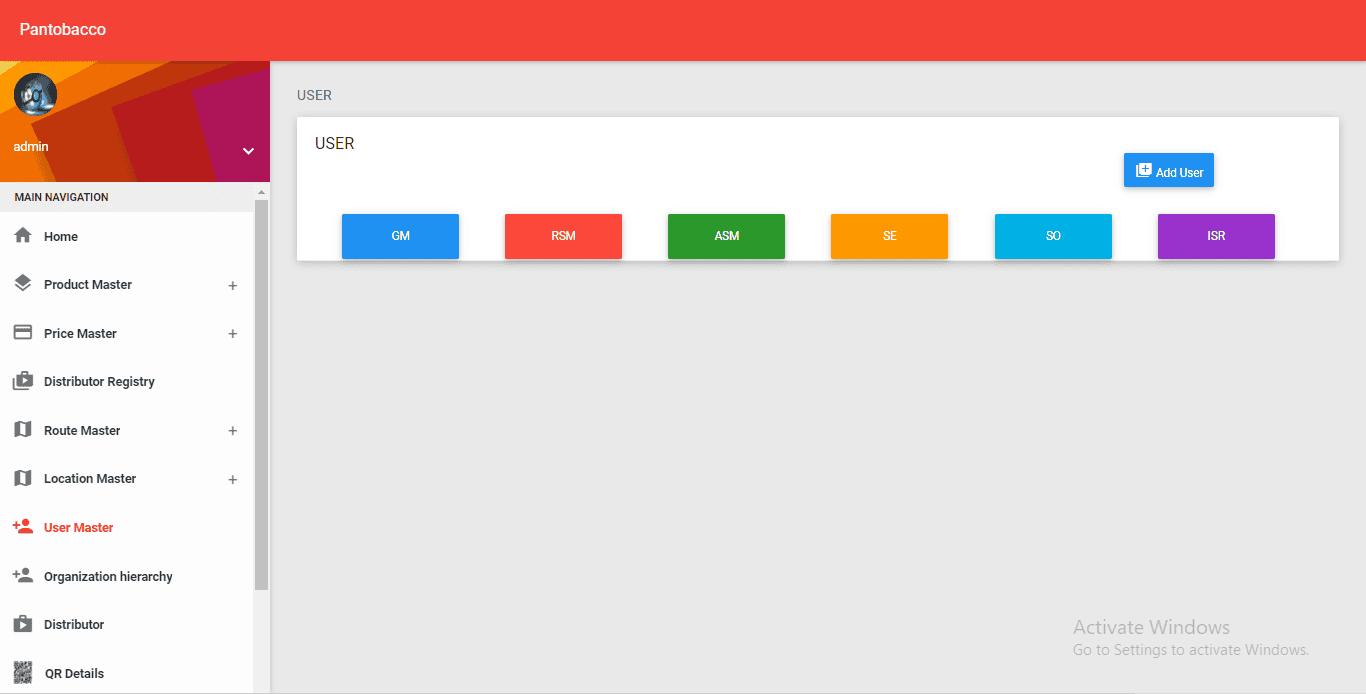 Pantobacco
admin
MAIN NAVIGATION
Home
Product Master +
Price Master +
Distributor Registry
Route Master +
Location Master +
User Master
Organization hierarchy
Distributor
QR Details
USER
USER
Add User
GM RSM ASM SE SO ISR
Activate Windows
Go to Settings to activate Windows.